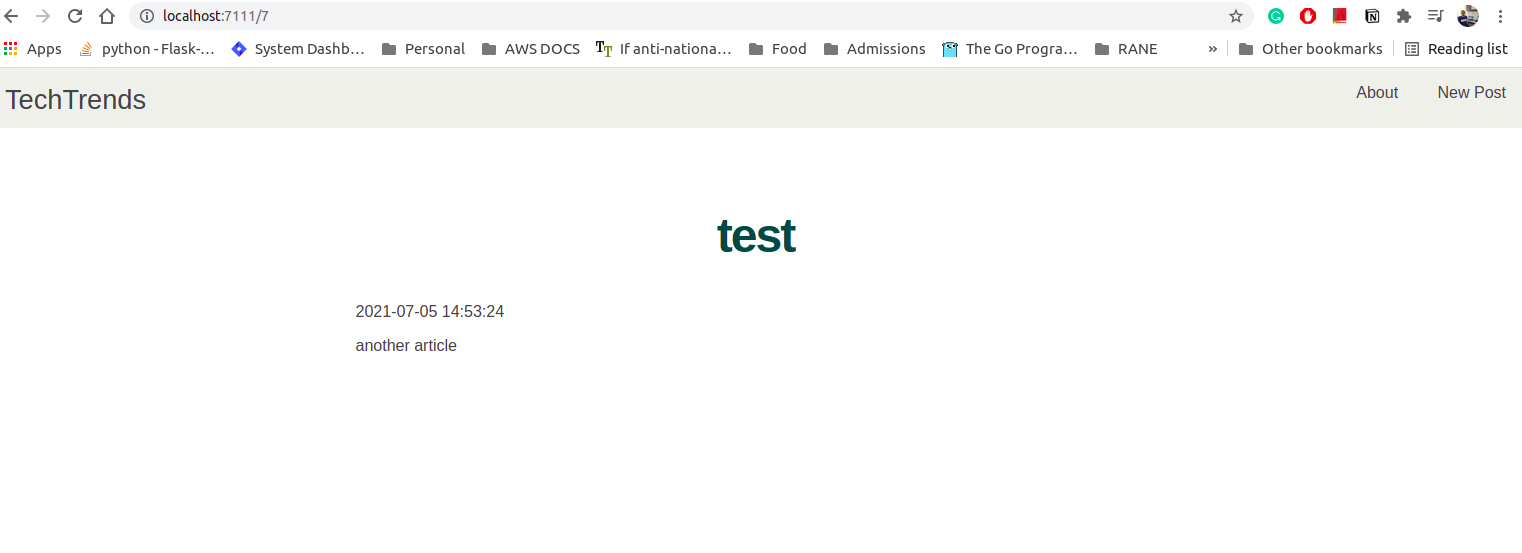 localhost:7111/7
Apps python - Flask-… System Dashb… Personal AWS DOCS If anti-nationa… Food Admissions The Go Progra… RANE » Other bookmarks Reading list
TechTrends About New Post
test
2021-07-05 14:53:24
another article